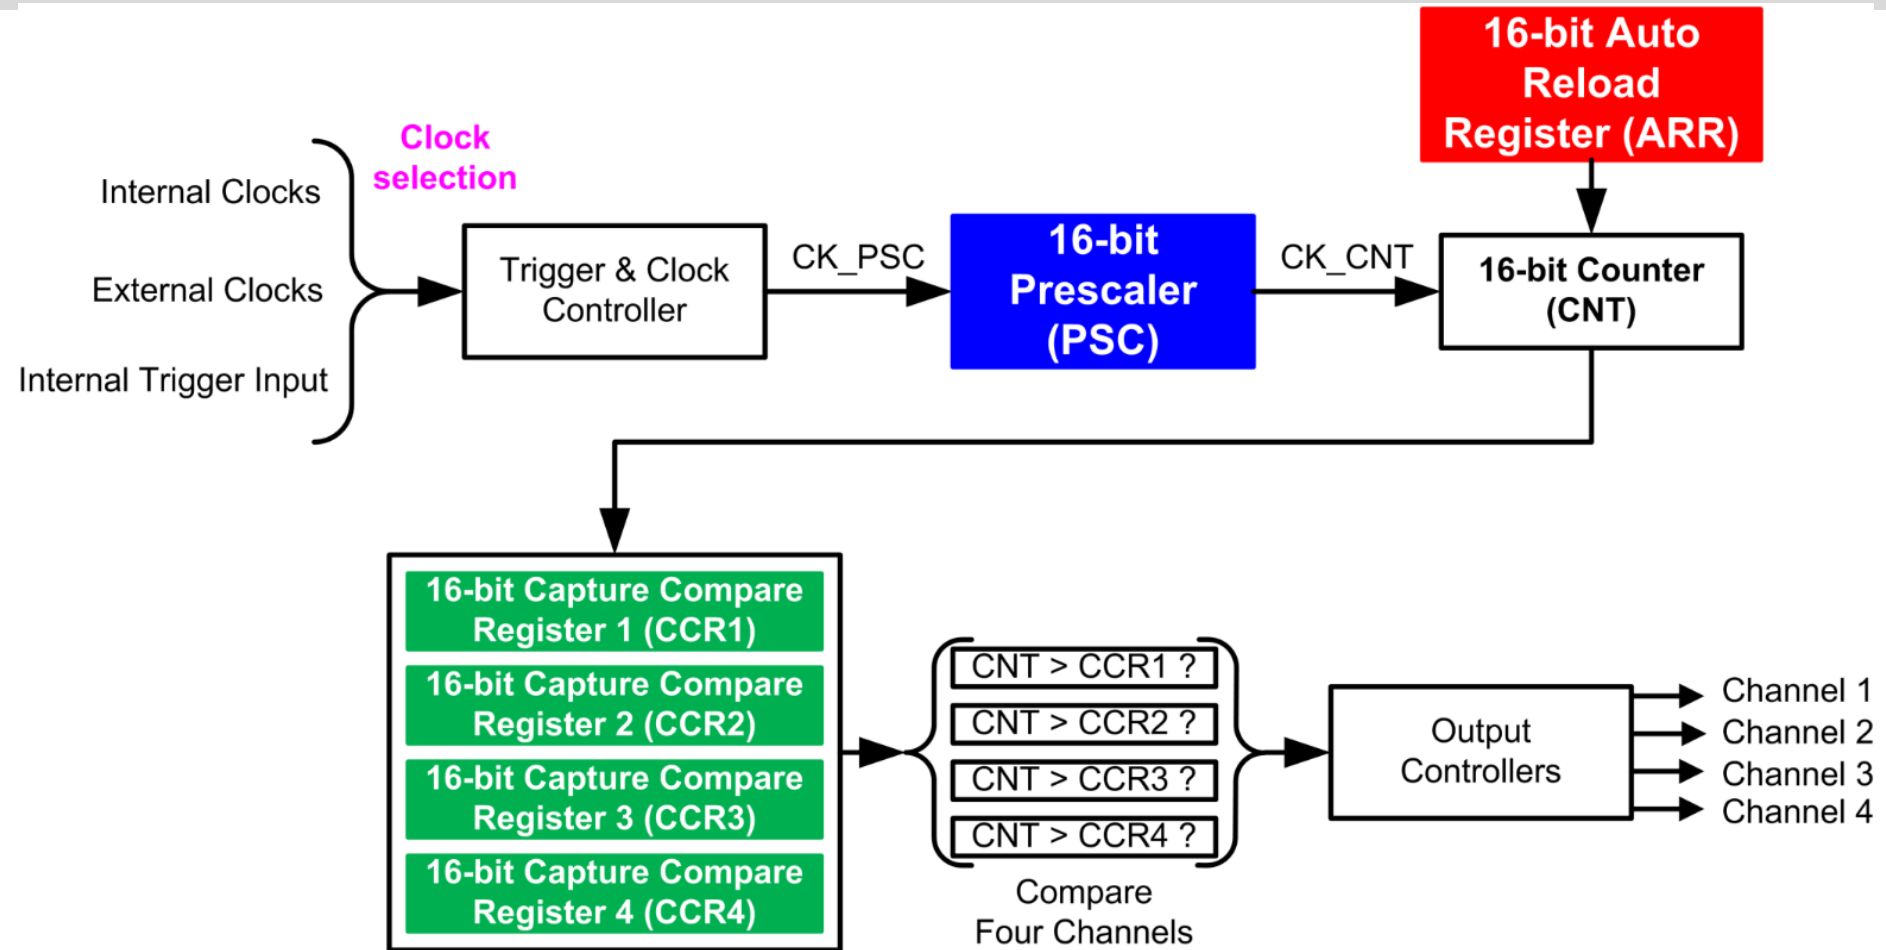 16-bit Auto
Reload
Register (ARR)
Clock
selection
Internal Clocks
External Clocks
Internal Trigger Input
Trigger & Clock
Controller
CK_PSC
16-bit
Prescaler
(PSC)
CK_CNT
16-bit Counter
(CNT)
16-bit Capture Compare
Register 1 (CCR1)
16-bit Capture Compare
Register 2 (CCR2)
16-bit Capture Compare
Register 3 (CCR3)
16-bit Capture Compare
Register 4 (CCR4)
CNT > CCR1 ?
CNT > CCR2 ?
CNT > CCR3 ?
CNT > CCR4 ?
Compare
Four Channels
Output
Controllers
Channel 1
Channel 2
Channel 3
Channel 4